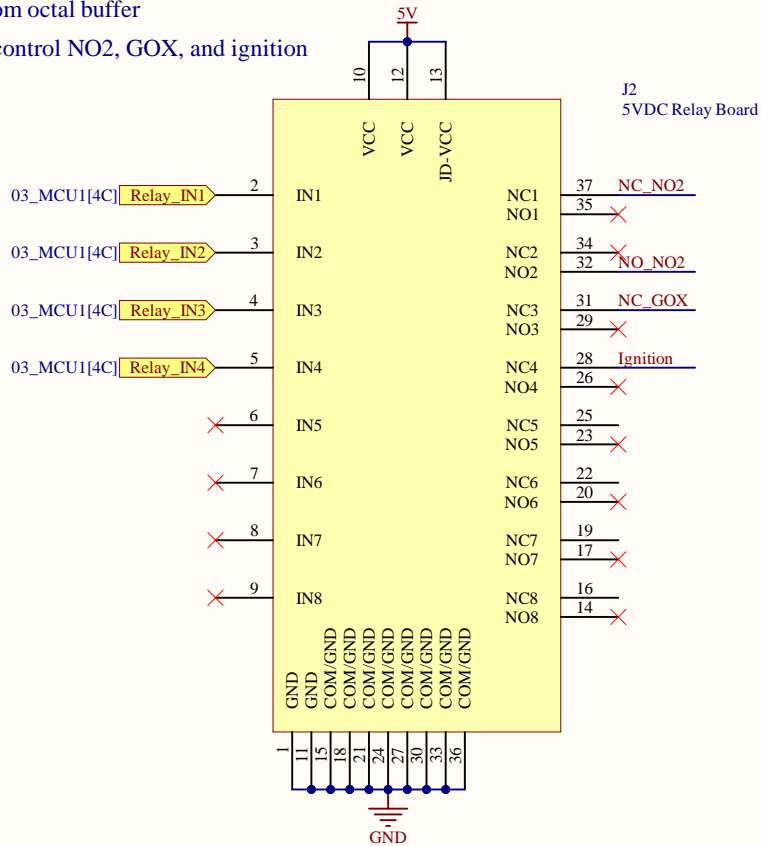 om octal buffer
control NO2, GOX, and ignition
5V
10
12
13
J2
5VDC Relay Board
VCC
VCC
JD-VCC
03_MCU1[4C] Relay_IN1 2 IN1
NC1 37 NC_NO2
NO1 35
03_MCU1[4C] Relay_IN2 3 IN2
NC2 34
NO2 32 NO_NO2
03_MCU1[4C] Relay_IN3 4 IN3
NC3 31 NC_GOX
NO3 29
03_MCU1[4C] Relay_IN4 5 IN4
NC4 28 Ignition
NO4 26
6 IN5
NC5 25
NO5 23
7 IN6
NC6 22
NO6 20
8 IN7
NC7 19
NO7 17
9 IN8
NC8 16
NO8 14
GND
GND
COM/GND
COM/GND
COM/GND
COM/GND
COM/GND
COM/GND
COM/GND
COM/GND
1
11
15
18
21
24
27
30
33
36
GND